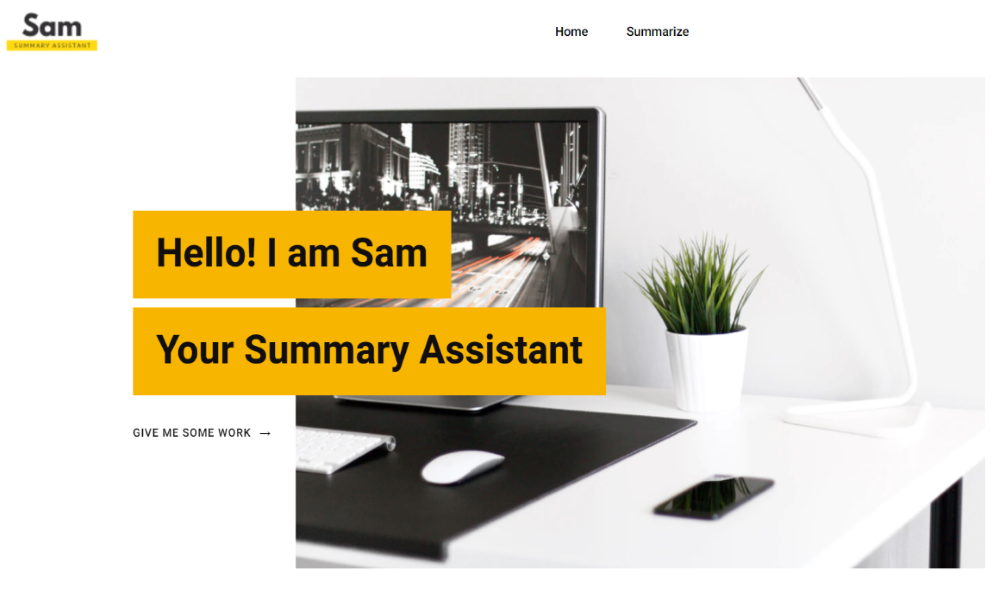 Sam
SUMMARY ASSISTANT
Home
Summarize
Hello! I am Sam
Your Summary Assistant
GIVE ME SOME WORK →